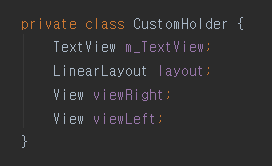 private class CustomHolder {
    TextView m_TextView;
    LinearLayout layout;
    View viewRight;
    View viewLeft;
}